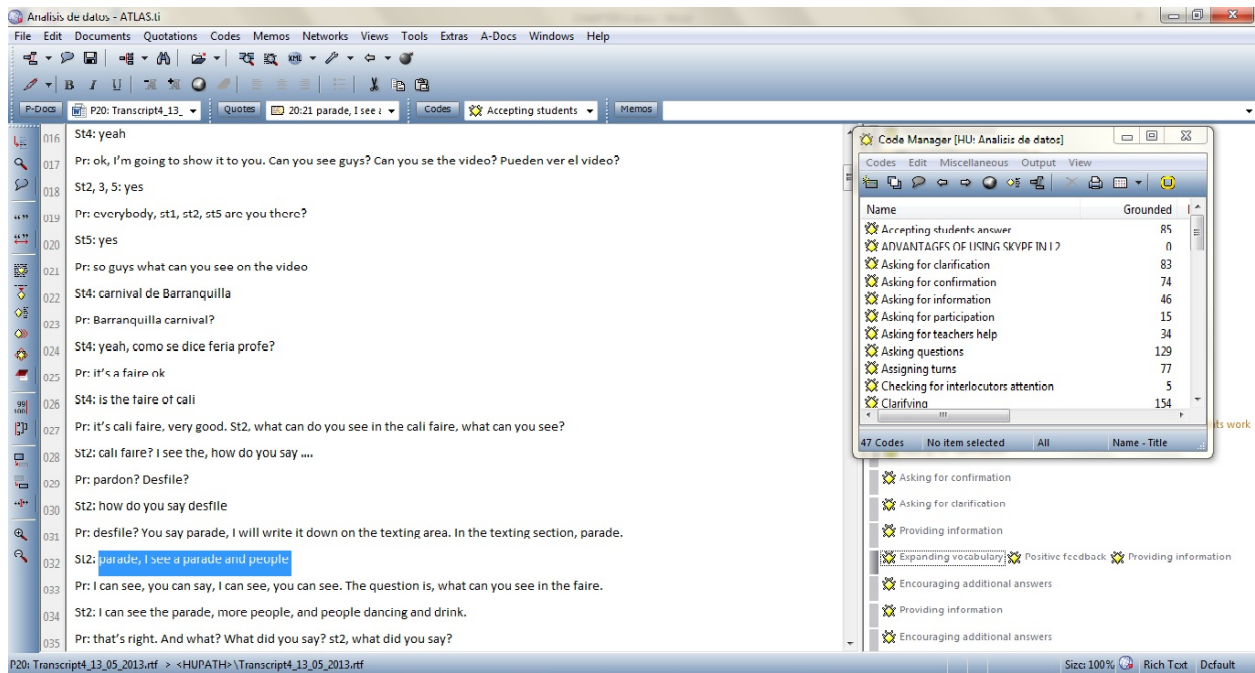 Analisis de datos - ATLAS.ti
File Edit Documents Quotations Codes Memos Networks Views Tools Extras A-Docs Windows Help
P-Docs P20: Transcript4_13_ Quotes 20:21 parade, I see a Codes Accepting students Memos
016 St4: yeah
017 Pr: ok, I'm going to show it to you. Can you see guys? Can you se the video? Pueden ver el video?
018 St2, 3, 5: yes
019 Pr: everybody, st1, st2, st5 are you there?
020 St5: yes
021 Pr: so guys what can you see on the video
022 St4: carnival de Barranquilla
023 Pr: Barranquilla carnival?
024 St4: yeah, como se dice feria profe?
025 Pr: it's a faire ok
026 St4: is the faire of cali
027 Pr: it's cali faire, very good. St2, what can do you see in the cali faire, what can you see?
028 St2: cali faire? I see the, how do you say ....
029 Pr: pardon? Desfile?
030 St2: how do you say desfile
031 Pr: desfile? You say parade, I will write it down on the texting area. In the texting section, parade.
032 St2: parade, I see a parade and people
033 Pr: I can see, you can say, I can see, you can see. The question is, what can you see in the faire.
034 St2: I can see the parade, more people, and people dancing and drink.
035 Pr: that's right. And what? What did you say? st2, what did you say?
Code Manager [HU: Analisis de datos]
Codes Edit Miscellaneous Output View
Name Grounded
Accepting students answer 85
ADVANTAGES OF USING SKYPE IN L2 0
Asking for clarification 83
Asking for confirmation 74
Asking for information 46
Asking for participation 15
Asking for teachers help 34
Asking questions 129
Assigning turns 77
Checking for interlocutors attention 5
Clarifying 154
47 Codes No item selected All Name - Title
nts work
Asking for confirmation
Asking for clarification
Providing information
Expanding vocabulary Positive feedback Providing information
Encouraging additional answers
Providing information
Encouraging additional answers
P20: Transcript4_13_05_2013.rtf > <HUPATH>\Transcript4_13_05_2013.rtf Size: 100% Rich Text Default